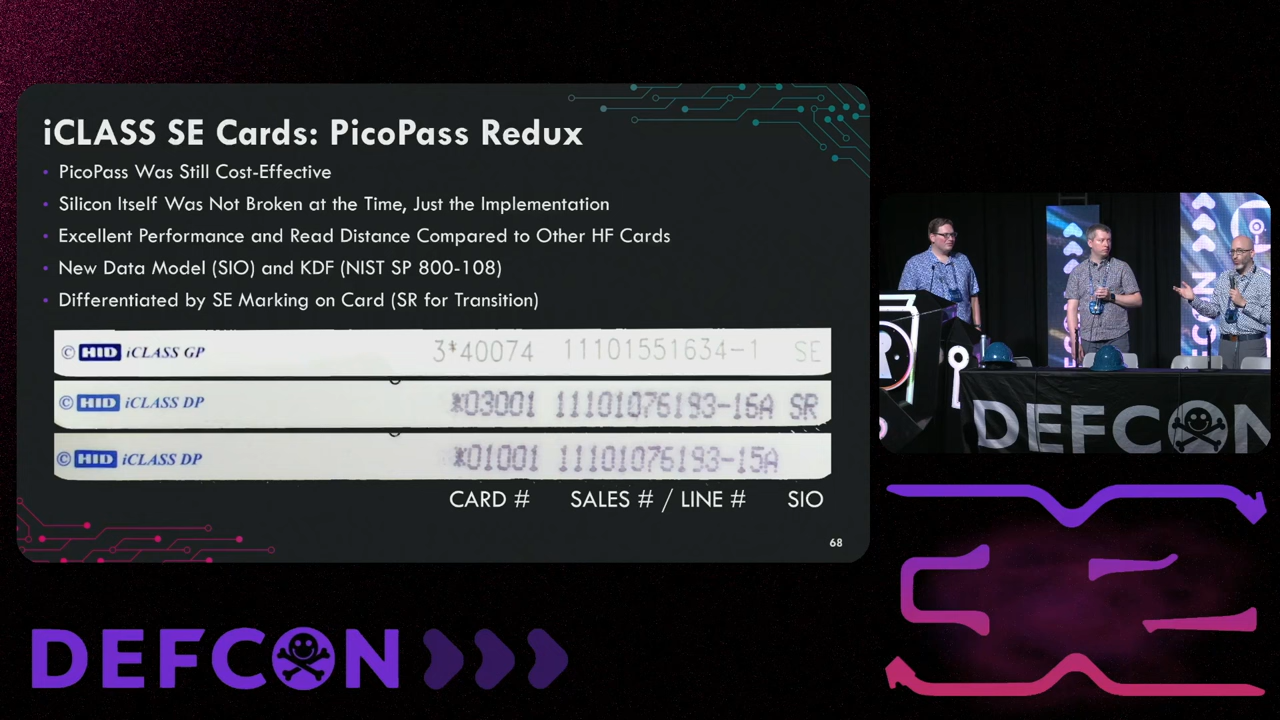 iCLASS SE Cards: PicoPass Redux
• PicoPass Was Still Cost-Effective
• Silicon Itself Was Not Broken at the Time, Just the Implementation
• Excellent Performance and Read Distance Compared to Other HF Cards
• New Data Model (SIO) and KDF (NIST SP 800-108)
• Differentiated by SE Marking on Card (SR for Transition)
© HID iCLASS GP 3*40074 11101551634-1 SE
© HID iCLASS DP *03001 11101076193-16A SR
© HID iCLASS DP *01001 11101076193-15A
CARD # SALES # / LINE # SIO
68
DEFCON
DEFCON